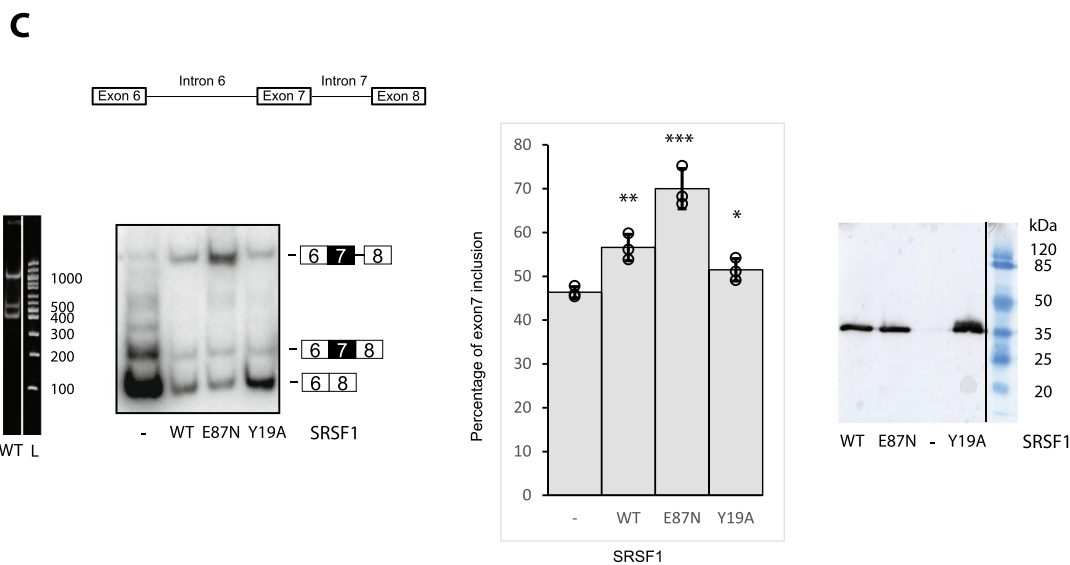 C
Intron 6 Intron 7
Exon 6 Exon 7 Exon 8
1000
500
400
300
200
100
WT L
6 7 8
6 7 8
6 8
- WT E87N Y19A SRSF1
Percentage of exon7 inclusion
80
70
60
50
40
30
20
10
0
**
***
*
- WT E87N Y19A
SRSF1
kDa
120
85
50
35
25
20
WT E87N - Y19A SRSF1